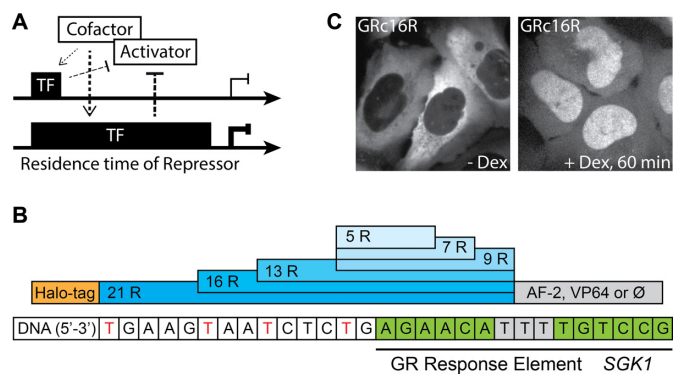 A
Cofactor
Activator
TF
TF
Residence time of Repressor
C
GRc16R
- Dex
GRc16R
+ Dex, 60 min
B
5 R
7 R
9 R
13 R
16 R
Halo-tag 21 R AF-2, VP64 or Ø
DNA (5'-3') T G A A G T A A T C T C T G A G A A C A T T T T G T C C G
GR Response Element SGK1